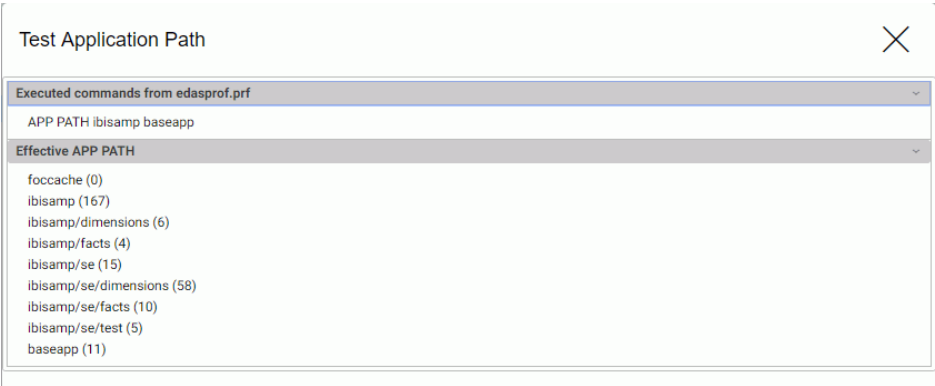 Test Application Path
Executed commands from edasprof.prf
APP PATH ibisamp baseapp
Effective APP PATH
foccache (0)
ibisamp (167)
ibisamp/dimensions (6)
ibisamp/facts (4)
ibisamp/se (15)
ibisamp/se/dimensions (58)
ibisamp/se/facts (10)
ibisamp/se/test (5)
baseapp (11)